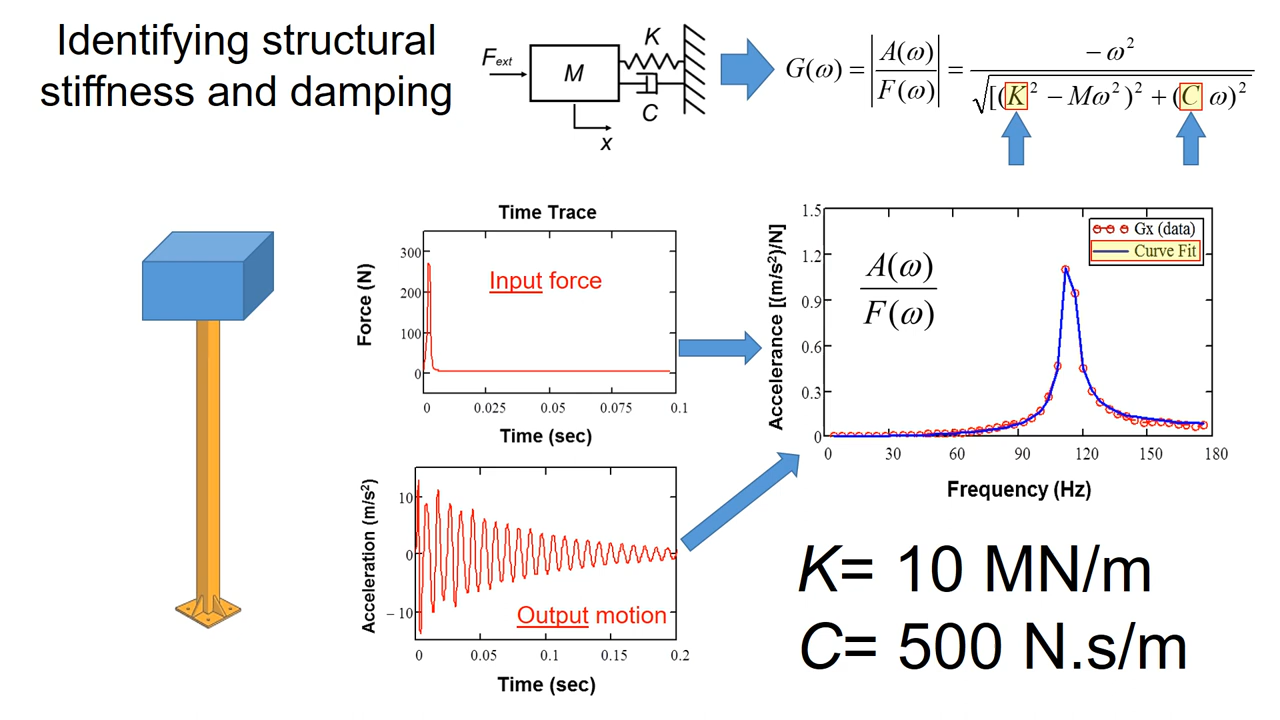 Identifying structural
stiffness and damping
F_ext
M
K
C
x
G(ω) = |A(ω)/F(ω)| = −ω² / √[(K² − Mω²)² + (C ω)²
Time Trace
Force (N)
300
200
100
0
Input force
0 0.025 0.05 0.075 0.1
Time (sec)
Acceleration (m/s²)
10
0
−10
Output motion
0 0.05 0.1 0.15 0.2
Time (sec)
Accelerance [(m/s²)/N]
1.5
1.2
0.9
0.6
0.3
0
A(ω)
F(ω)
Gx (data)
Curve Fit
0 30 60 90 120 150 180
Frequency (Hz)
K= 10 MN/m
C= 500 N.s/m